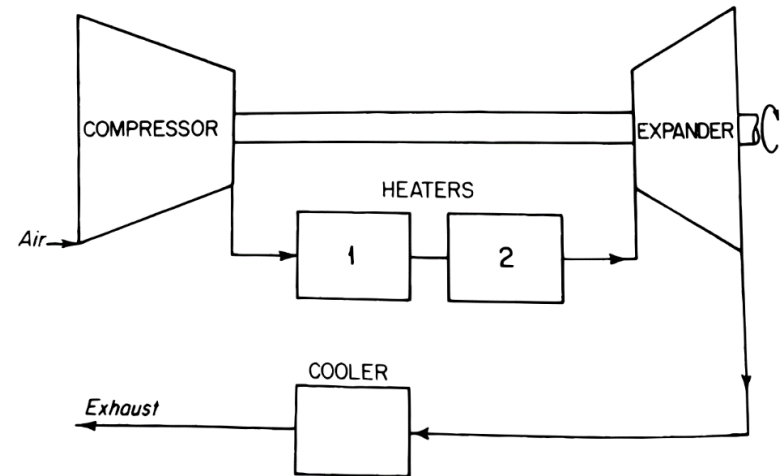 COMPRESSOR
EXPANDER
HEATERS
Air
1
2
COOLER
Exhaust